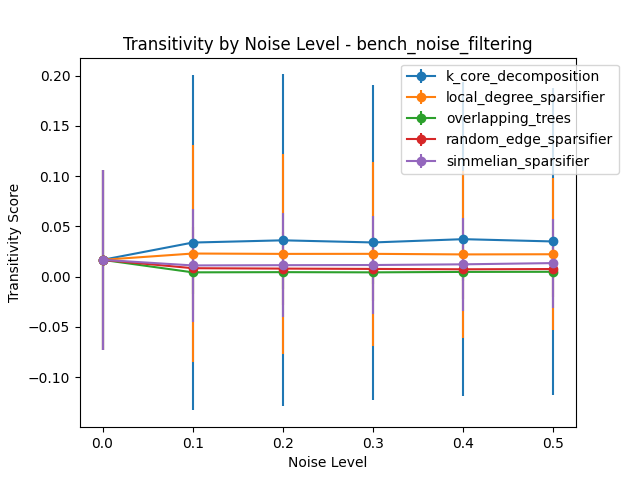 Transitivity by Noise Level - bench_noise_filtering
k_core_decomposition
local_degree_sparsifier
overlapping_trees
random_edge_sparsifier
simmelian_sparsifier
Transitivity Score
0.20
0.15
0.10
0.05
0.00
−0.05
−0.10
0.0 0.1 0.2 0.3 0.4 0.5
Noise Level